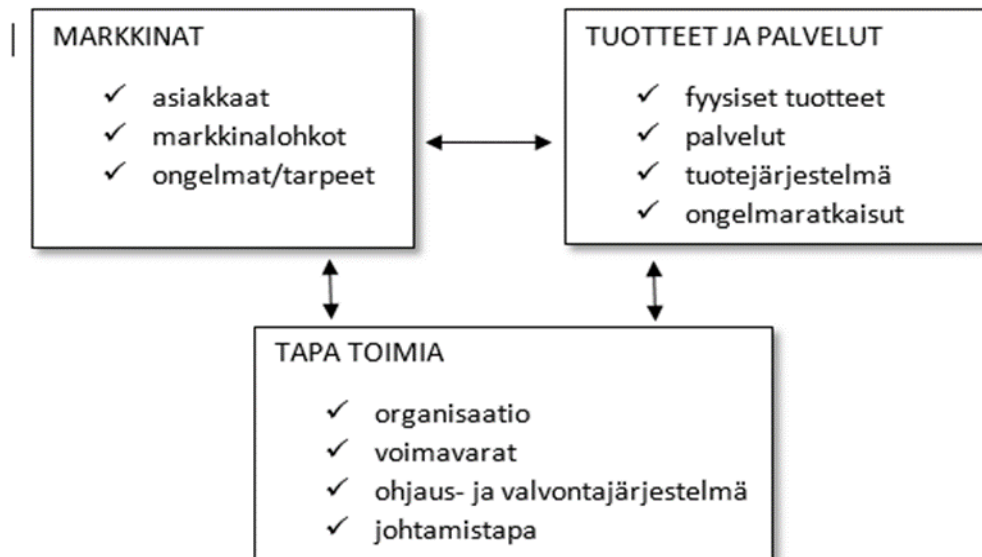 MARKKINAT
✓ asiakkaat
✓ markkinalohkot
✓ ongelmat/tarpeet
TUOTTEET JA PALVELUT
✓ fyysiset tuotteet
✓ palvelut
✓ tuotejärjestelmä
✓ ongelmaratkaisut
TAPA TOIMIA
✓ organisaatio
✓ voimavarat
✓ ohjaus- ja valvontajärjestelmä
✓ johtamistapa